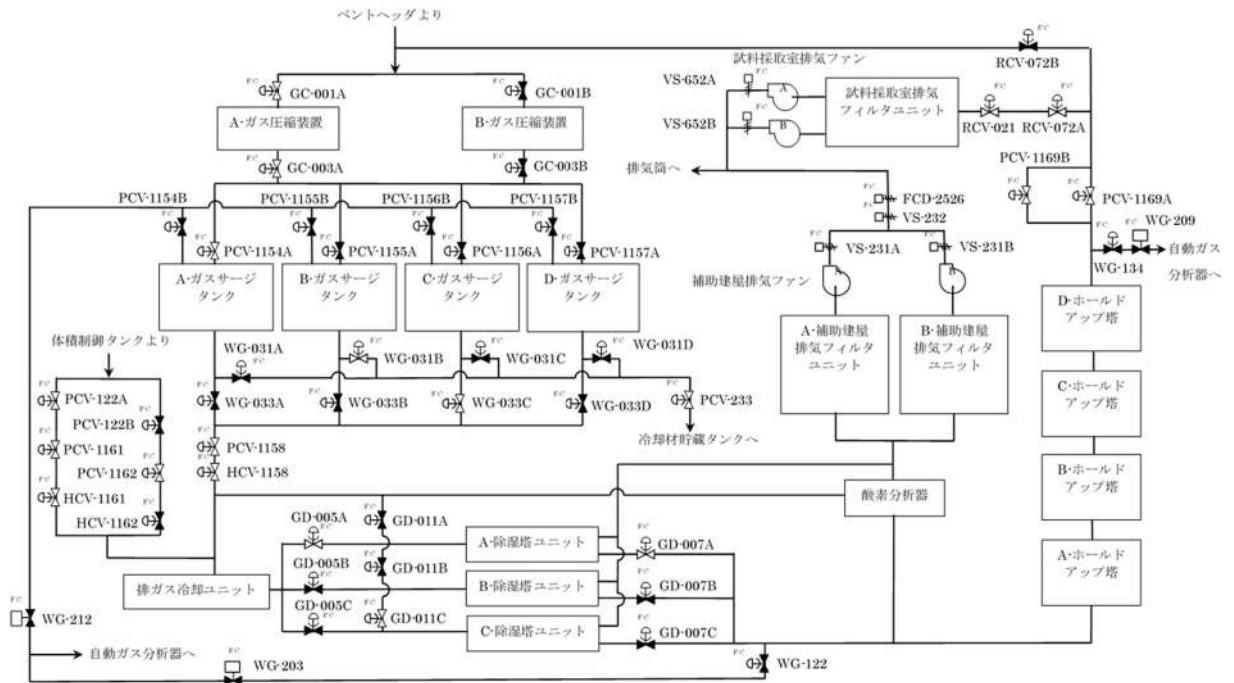 ベントヘッダより
F.C
RCV-072B
試料採取室排気ファン
VS-652A
F.C
A
試料採取室排気
フィルタユニット
F.C
GC-001A
F.C
GC-001B
A-ガス圧縮装置
B-ガス圧縮装置
VS-652B
F.C
B
F.C
RCV-021
F.C
RCV-072A
F.C
GC-003A
F.C
GC-003B
排気筒へ
PCV-1169B
F.C
F.C
PCV-1169A
PCV-1154B
F.C
PCV-1155B
F.C
PCV-1156B
F.C
PCV-1157B
F.C
F.C
FCD-2526
F.C
VS-232
WG-209
F.C
F.C
PCV-1154A
PCV-1155A
PCV-1156A
PCV-1157A
F.C
VS-231A
F.C
VS-231B
自動ガス
分析器へ
WG-134
A-ガスサージ
タンク
B-ガスサージ
タンク
C-ガスサージ
タンク
D-ガスサージ
タンク
補助建屋排気ファン
A
B
D-ホールド
アップ塔
A-補助建屋
排気フィルタ
ユニット
B-補助建屋
排気フィルタ
ユニット
体積制御タンクより
WG-031A
F.C
WG-031B
F.C
WG-031C
F.C
WG-031D
F.C
F.C
PCV-122A
F.C
PCV-122B
F.C
WG-033A
F.C
WG-033B
F.C
WG-033C
F.C
WG-033D
F.C
PCV-233
C-ホールド
アップ塔
冷却材貯蔵タンクへ
F.C
PCV-1161
F.C
PCV-1162
F.C
PCV-1158
F.C
HCV-1158
B-ホールド
アップ塔
F.C
HCV-1161
F.C
HCV-1162
酸素分析器
GD-005A
F.C
F.C
GD-011A
A-除湿塔ユニット
F.C
GD-007A
A-ホールド
アップ塔
排ガス冷却ユニット
GD-005B
F.C
F.C
GD-011B
B-除湿塔ユニット
F.C
GD-007B
GD-005C
F.C
F.C
GD-011C
C-除湿塔ユニット
F.C
GD-007C
F.C
WG-212
自動ガス分析器へ
F.C
WG-203
F.C
WG-122